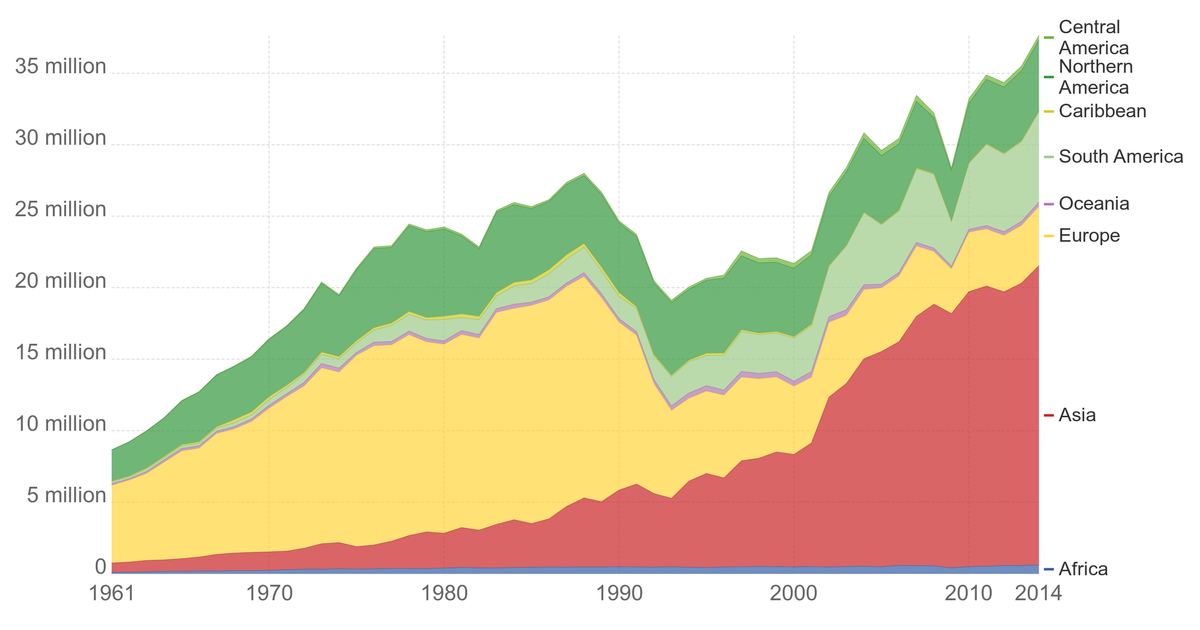 35 million
30 million
25 million
20 million
15 million
10 million
5 million
0
1961
1970
1980
1990
2000
2010
2014
Central
America
Northern
America
Caribbean
South America
Oceania
Europe
Asia
Africa